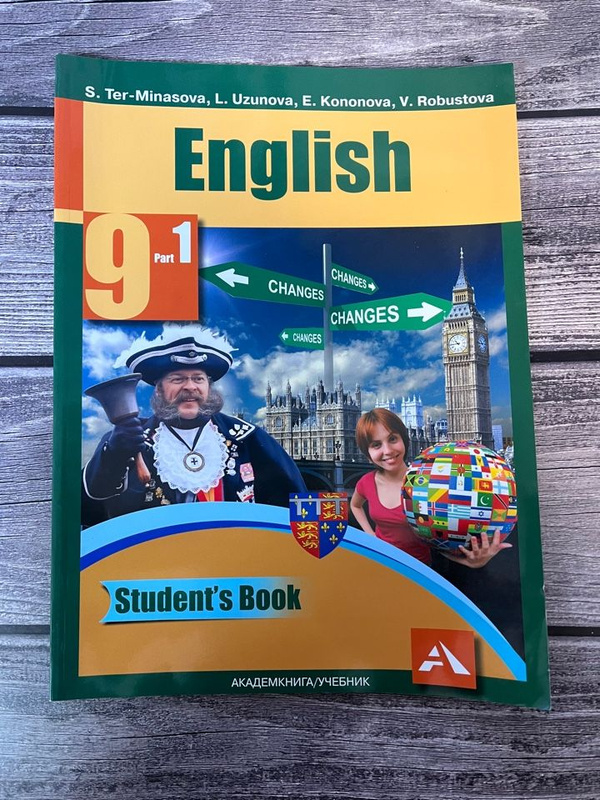 S. Ter-Minasova, L. Uzunova, E. Kononova, V. Robustova
English
9 Part 1
CHANGES
CHANGES
CHANGES
CHANGES
Student's Book
АКАДЕМКНИГА/УЧЕБНИК